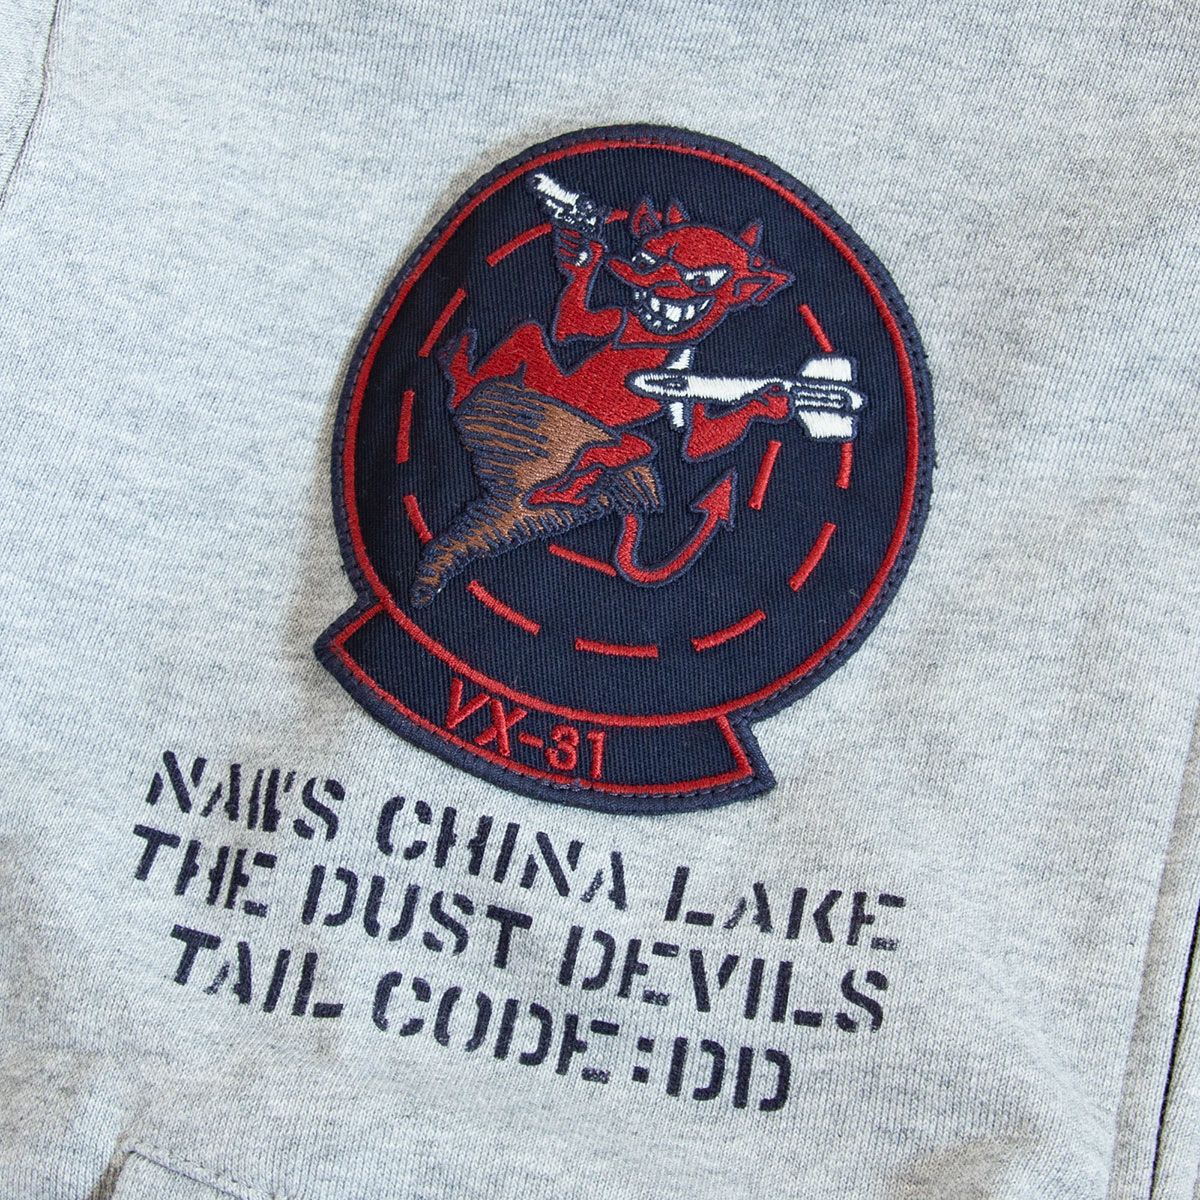 VX-31
NAWS CHINA LAKE
THE DUST DEVILS
TAIL CODE:DD